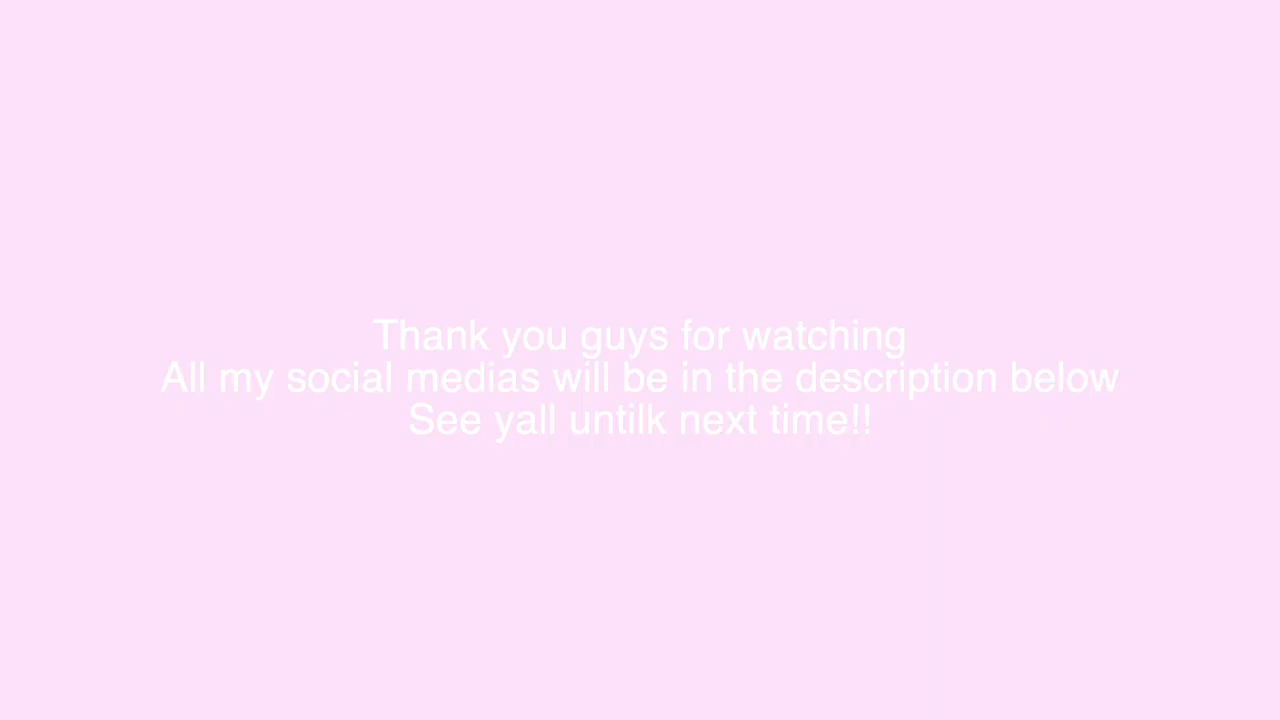 Thank you guys for watching
All my social medias will be in the description below
See yall untilk next time!!